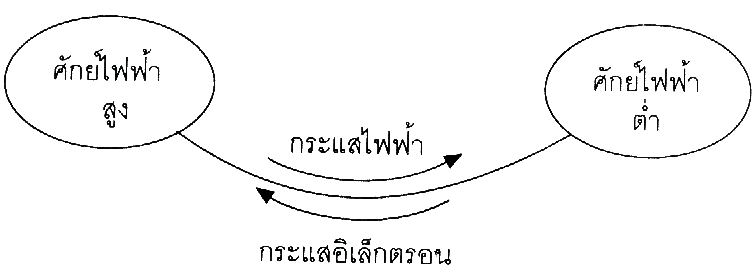 ศักย์ไฟฟ้า
สูง
ศักย์ไฟฟ้า
ต่ำ
กระแสไฟฟ้า
กระแสอิเล็กตรอน